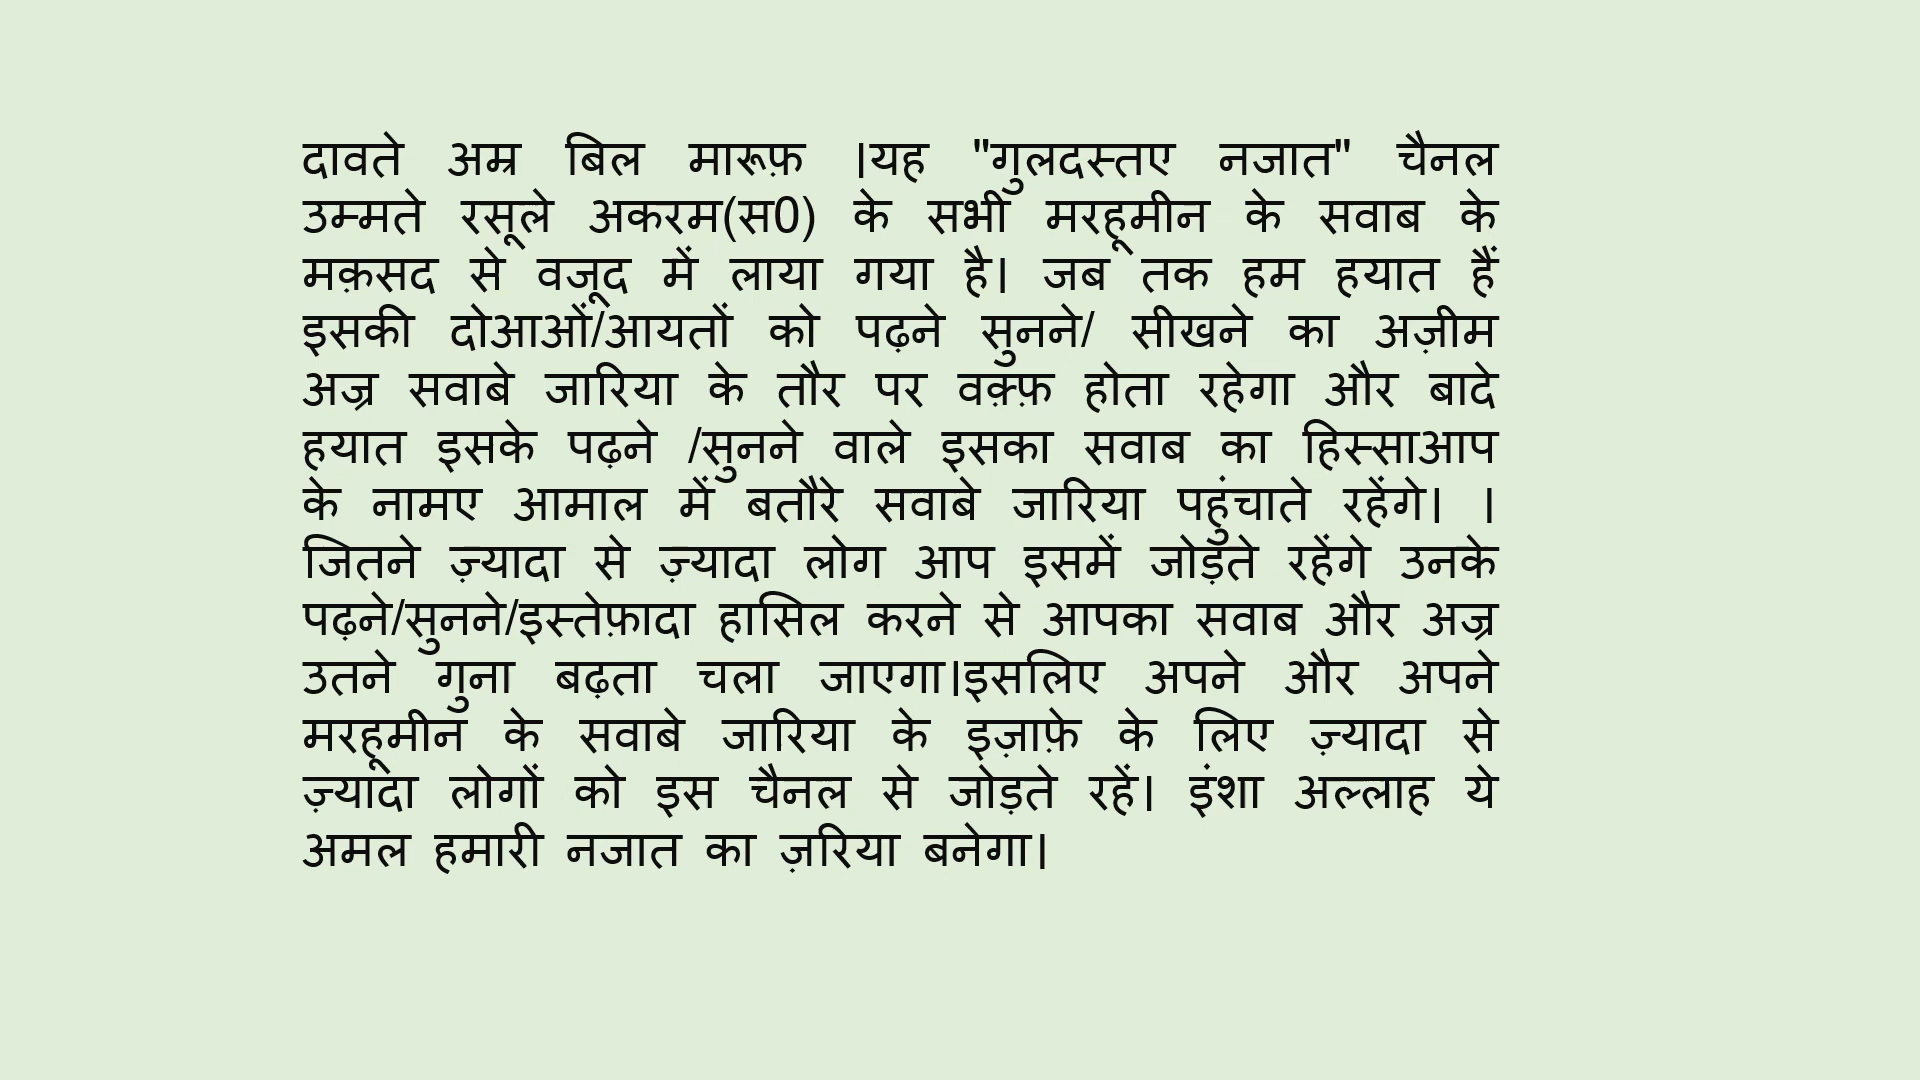 दावते अम्र बिल मारूफ़ ।यह "गुलदस्तए नजात" चैनल
उम्मते रसूले अकरम(स0) के सभी मरहूमीन के सवाब के
मक़सद से वजूद में लाया गया है। जब तक हम हयात हैं
इसकी दोआओं/आयतों को पढ़ने सुनने/ सीखने का अज़ीम
अज्र सवाबे जारिया के तौर पर वक़्फ़ होता रहेगा और बादे
हयात इसके पढ़ने /सुनने वाले इसका सवाब का हिस्साआप
के नामए आमाल में बतौरे सवाबे जारिया पहुंचाते रहेंगे। ।
जितने ज़्यादा से ज़्यादा लोग आप इसमें जोड़ते रहेंगे उनके
पढ़ने/सुनने/इस्तेफ़ादा हासिल करने से आपका सवाब और अज्र
उतने गुना बढ़ता चला जाएगा।इसलिए अपने और अपने
मरहूमीन के सवाबे जारिया के इज़ाफ़े के लिए ज़्यादा से
ज़्यादा लोगों को इस चैनल से जोड़ते रहें। इंशा अल्लाह ये
अमल हमारी नजात का ज़रिया बनेगा।